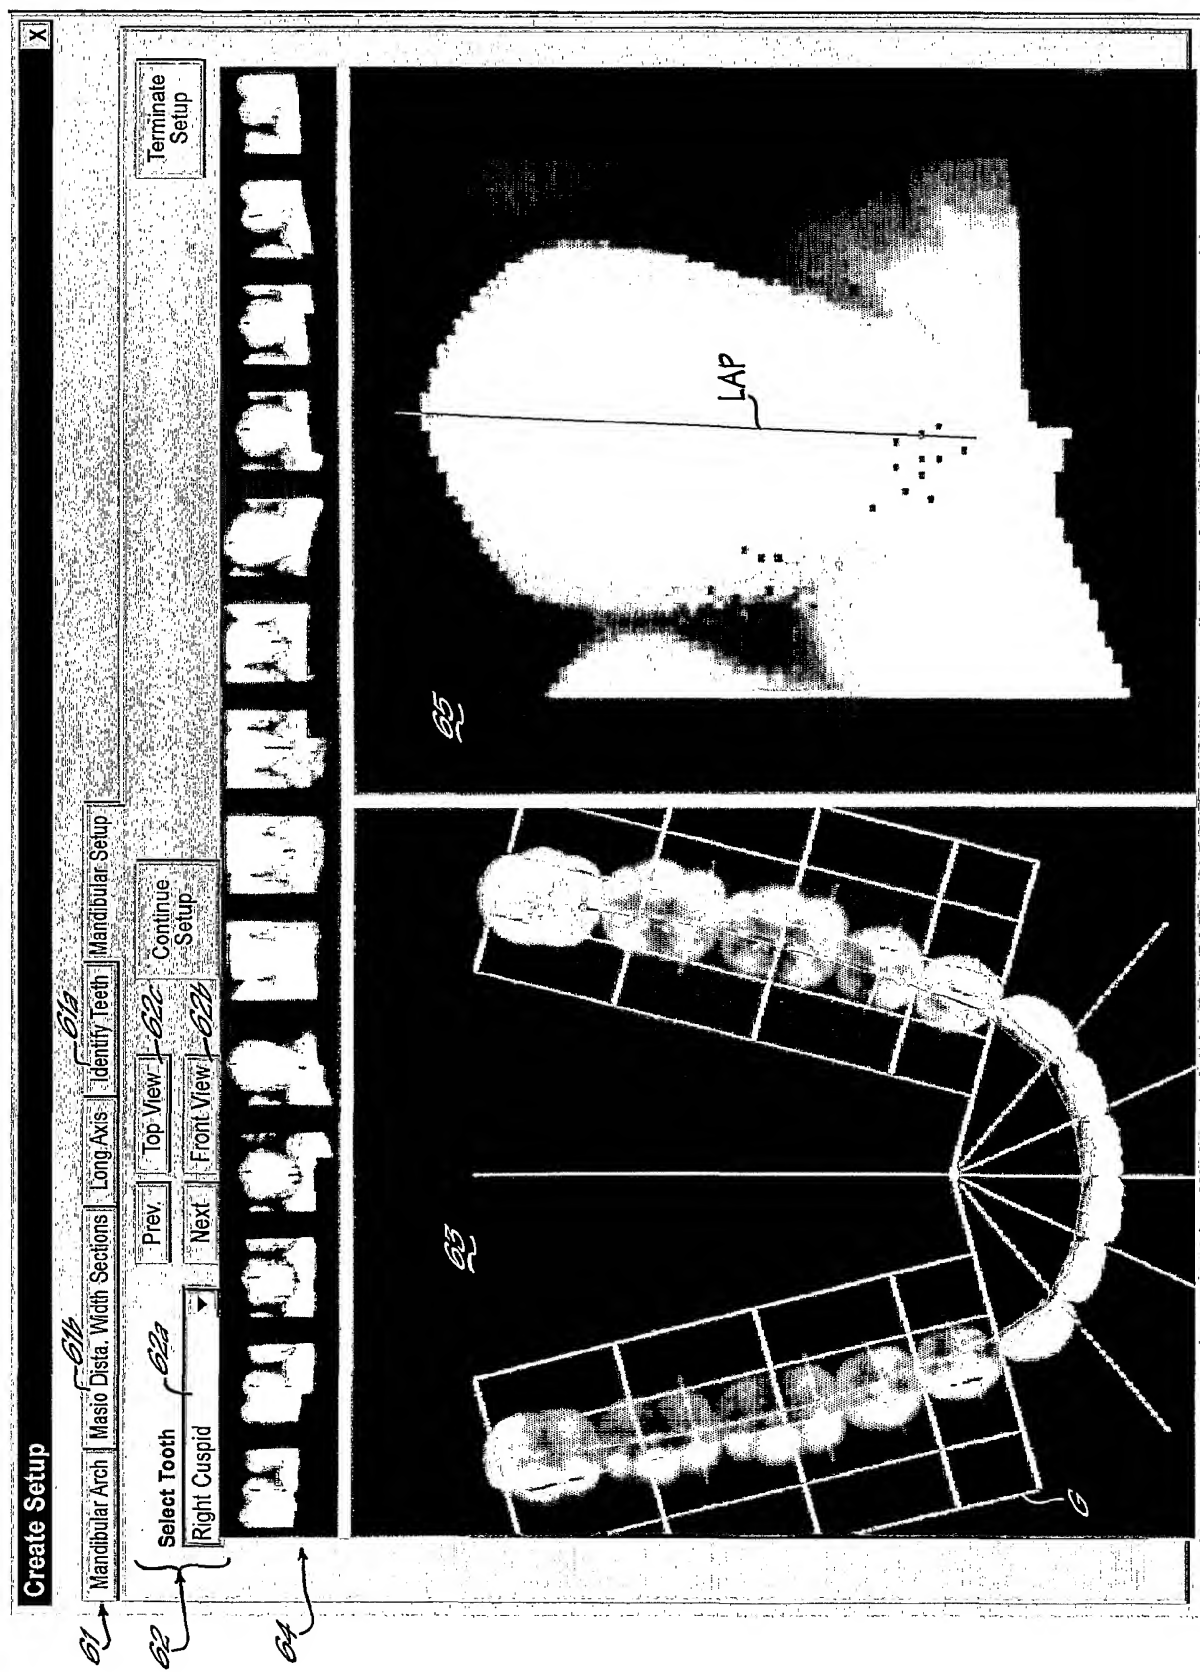 Create Setup
X
61
61b
61a
Mandibular Arch
Masio Dista. Width Sections
Long Axis
Identify Teeth
Mandibular Setup
62
Select Tooth
62a
Right Cuspid
Prev.
Top View
62c
Next
Front View
62b
Continue
Setup
Terminate
Setup
64
63
65
LAP
G